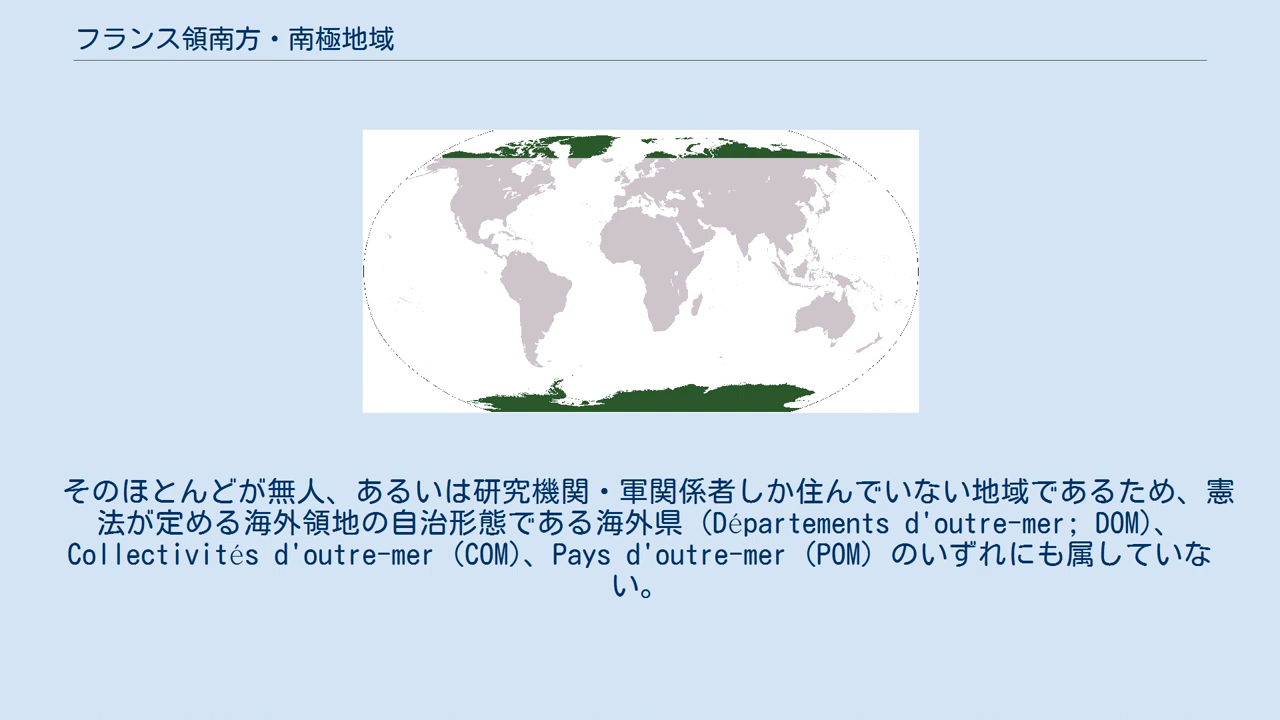 フランス領南方・南極地域
そのほとんどが無人、あるいは研究機関・軍関係者しか住んでいない地域であるため、憲
法が定める海外領地の自治形態である海外県（Départements d'outre-mer; DOM）、
Collectivités d'outre-mer（COM）、Pays d'outre-mer（POM）のいずれにも属していな
い。